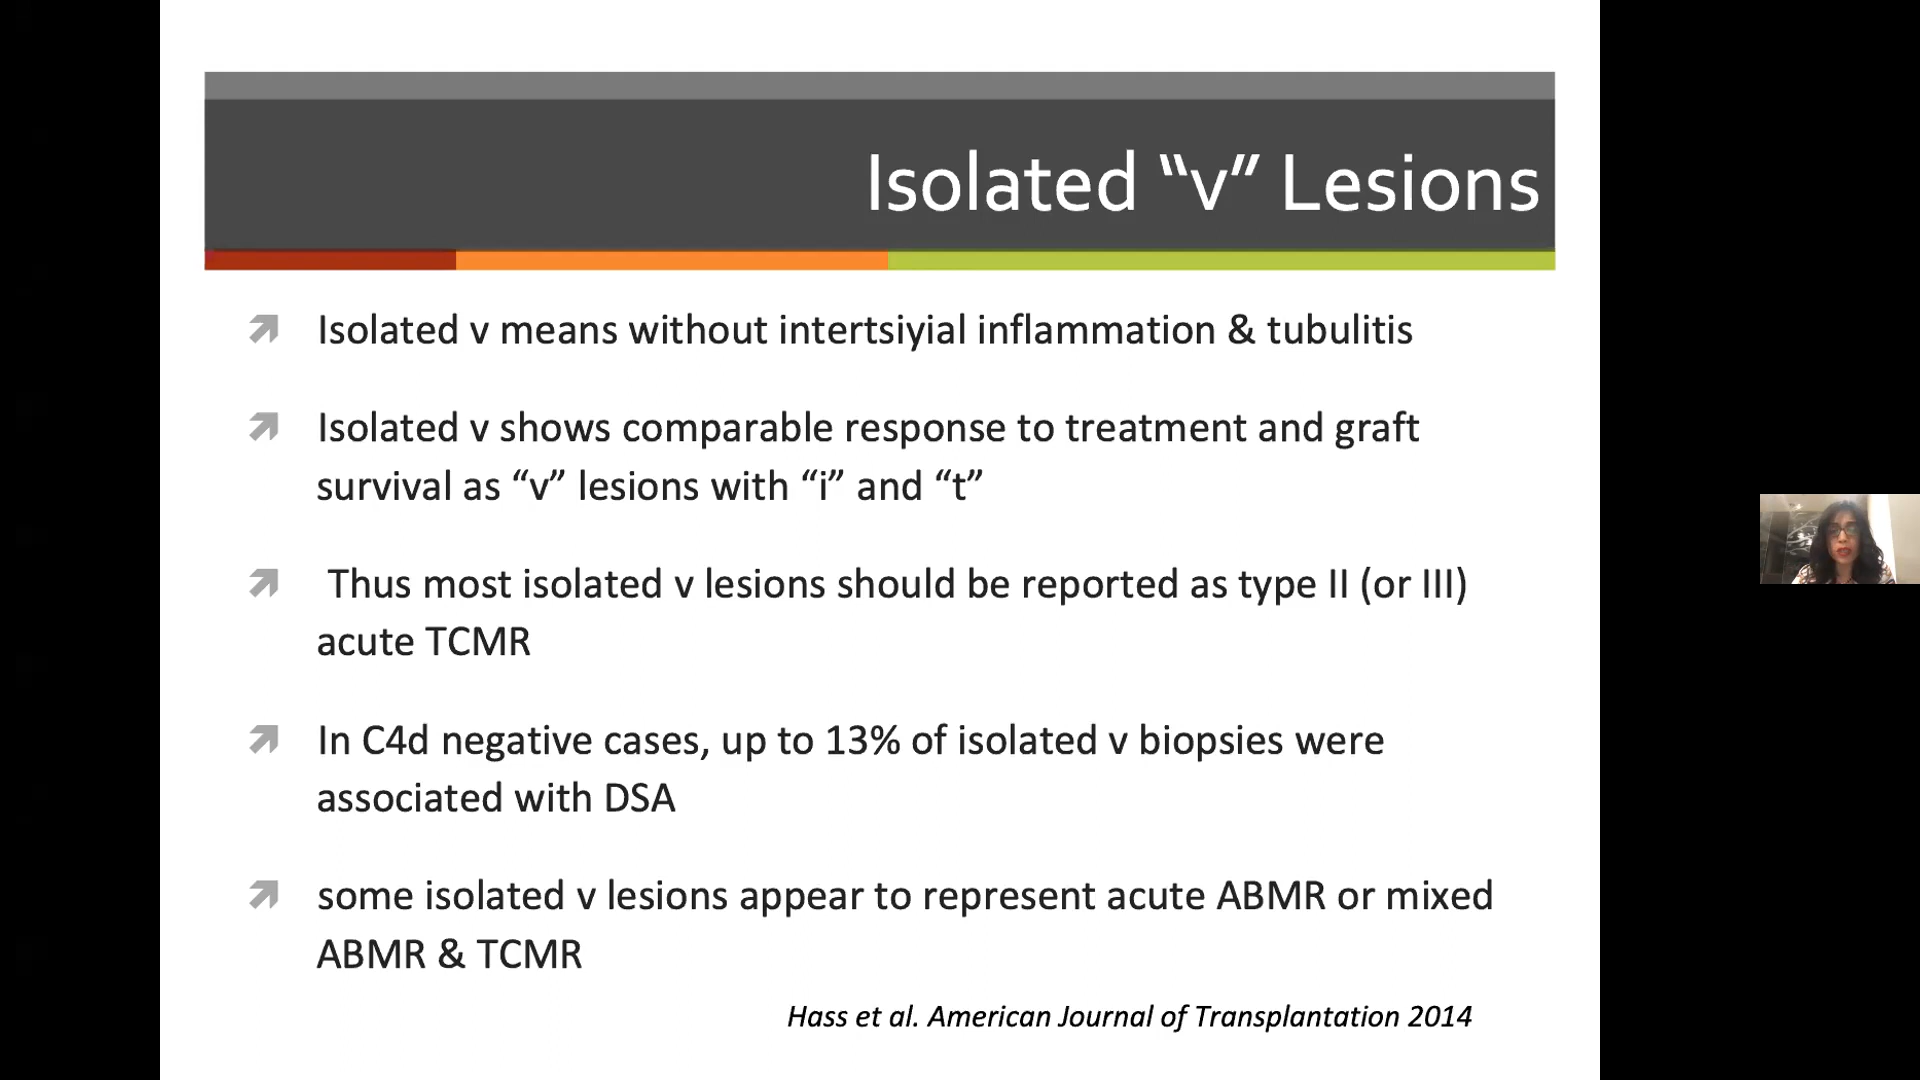 Isolated “v” Lesions
Isolated v means without intertsiyial inflammation & tubulitis
Isolated v shows comparable response to treatment and graft
survival as “v” lesions with “i” and “t”
Thus most isolated v lesions should be reported as type II (or III)
acute TCMR
In C4d negative cases, up to 13% of isolated v biopsies were
associated with DSA
some isolated v lesions appear to represent acute ABMR or mixed
ABMR & TCMR
Hass et al. American Journal of Transplantation 2014